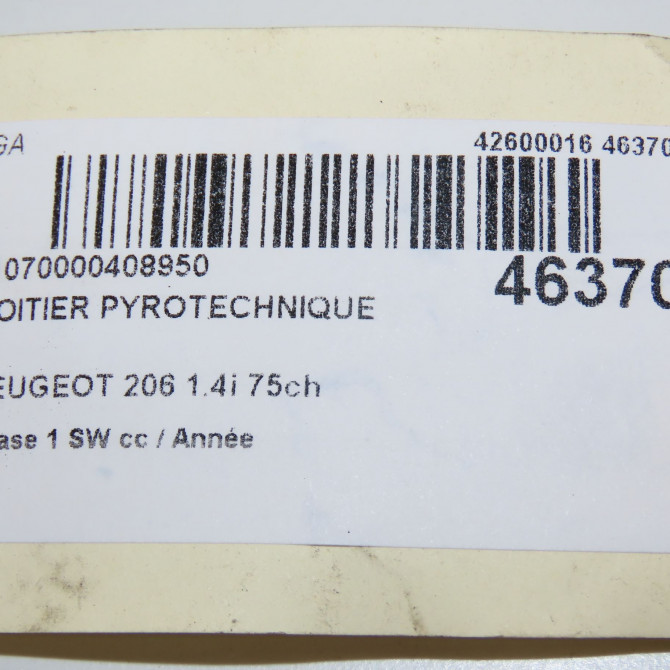 GA
42600016 46370
070000408950
46370
OITIER PYROTECHNIQUE
EUGEOT 206 1.4i 75ch
ase 1 SW cc / Année